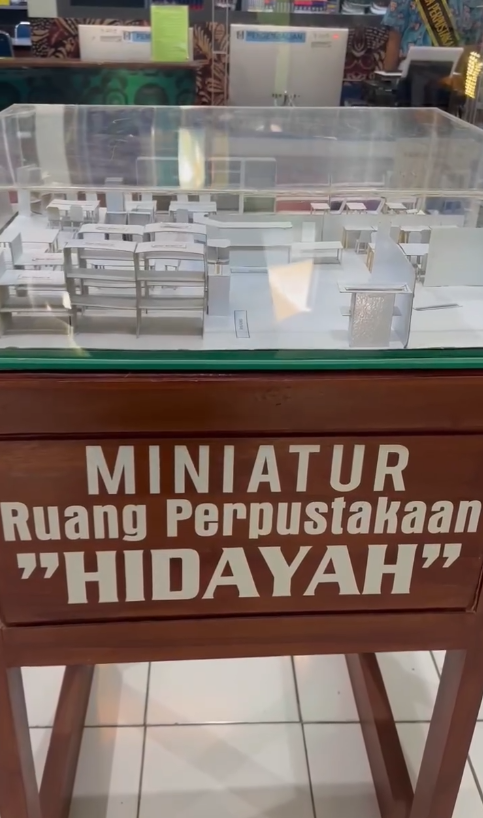 MINIATUR
Ruang Perpustakaan
"HIDAYAH"